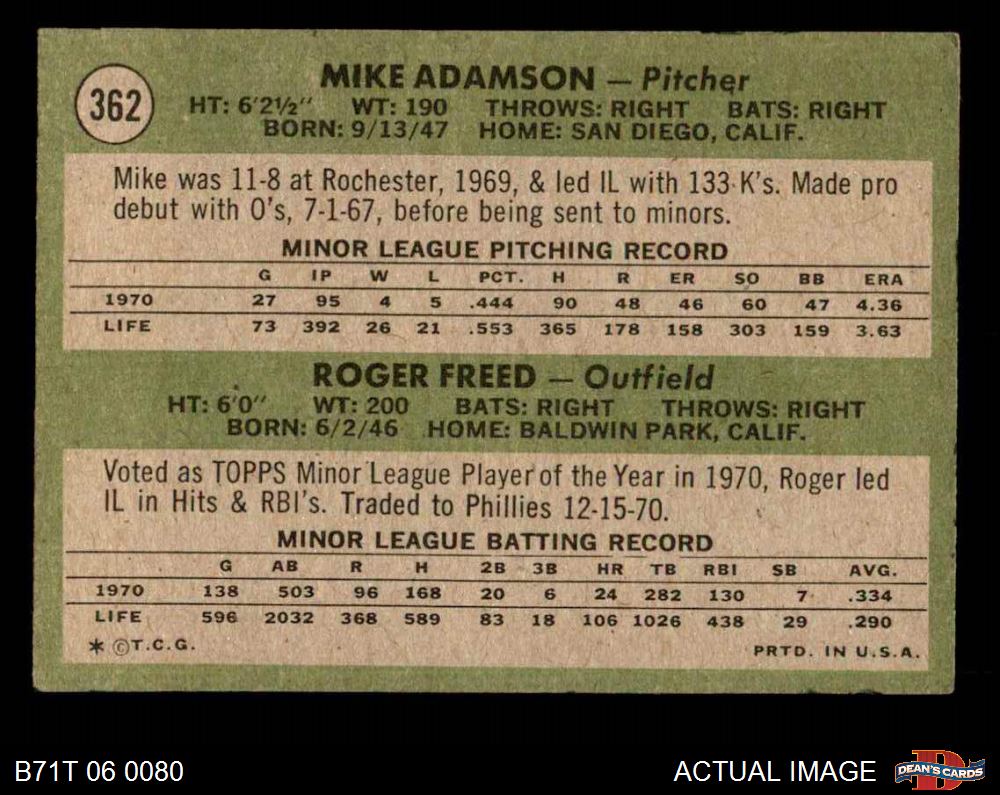 362
MIKE ADAMSON — Pitcher
HT: 6'2½" WT: 190 THROWS: RIGHT BATS: RIGHT
BORN: 9/13/47 HOME: SAN DIEGO, CALIF.
Mike was 11-8 at Rochester, 1969, & led IL with 133 K's. Made pro
debut with O's, 7-1-67, before being sent to minors.
MINOR LEAGUE PITCHING RECORD
G IP W L PCT. H R ER SO BB ERA
1970 27 95 4 5 .444 90 48 46 60 47 4.36
LIFE 73 392 26 21 .553 365 178 158 303 159 3.63
ROGER FREED — Outfield
HT: 6'0" WT: 200 BATS: RIGHT THROWS: RIGHT
BORN: 6/2/46 HOME: BALDWIN PARK, CALIF.
Voted as TOPPS Minor League Player of the Year in 1970, Roger led
IL in Hits & RBI's. Traded to Phillies 12-15-70.
MINOR LEAGUE BATTING RECORD
G AB R H 2B 3B HR TB RBI SB AVG.
1970 138 503 96 168 20 6 24 282 130 7 .334
LIFE 596 2032 368 589 83 18 106 1026 438 29 .290
* ©T.C.G. PRTD. IN U.S.A.
B71T 06 0080 ACTUAL IMAGE D DEAN'S CARDS